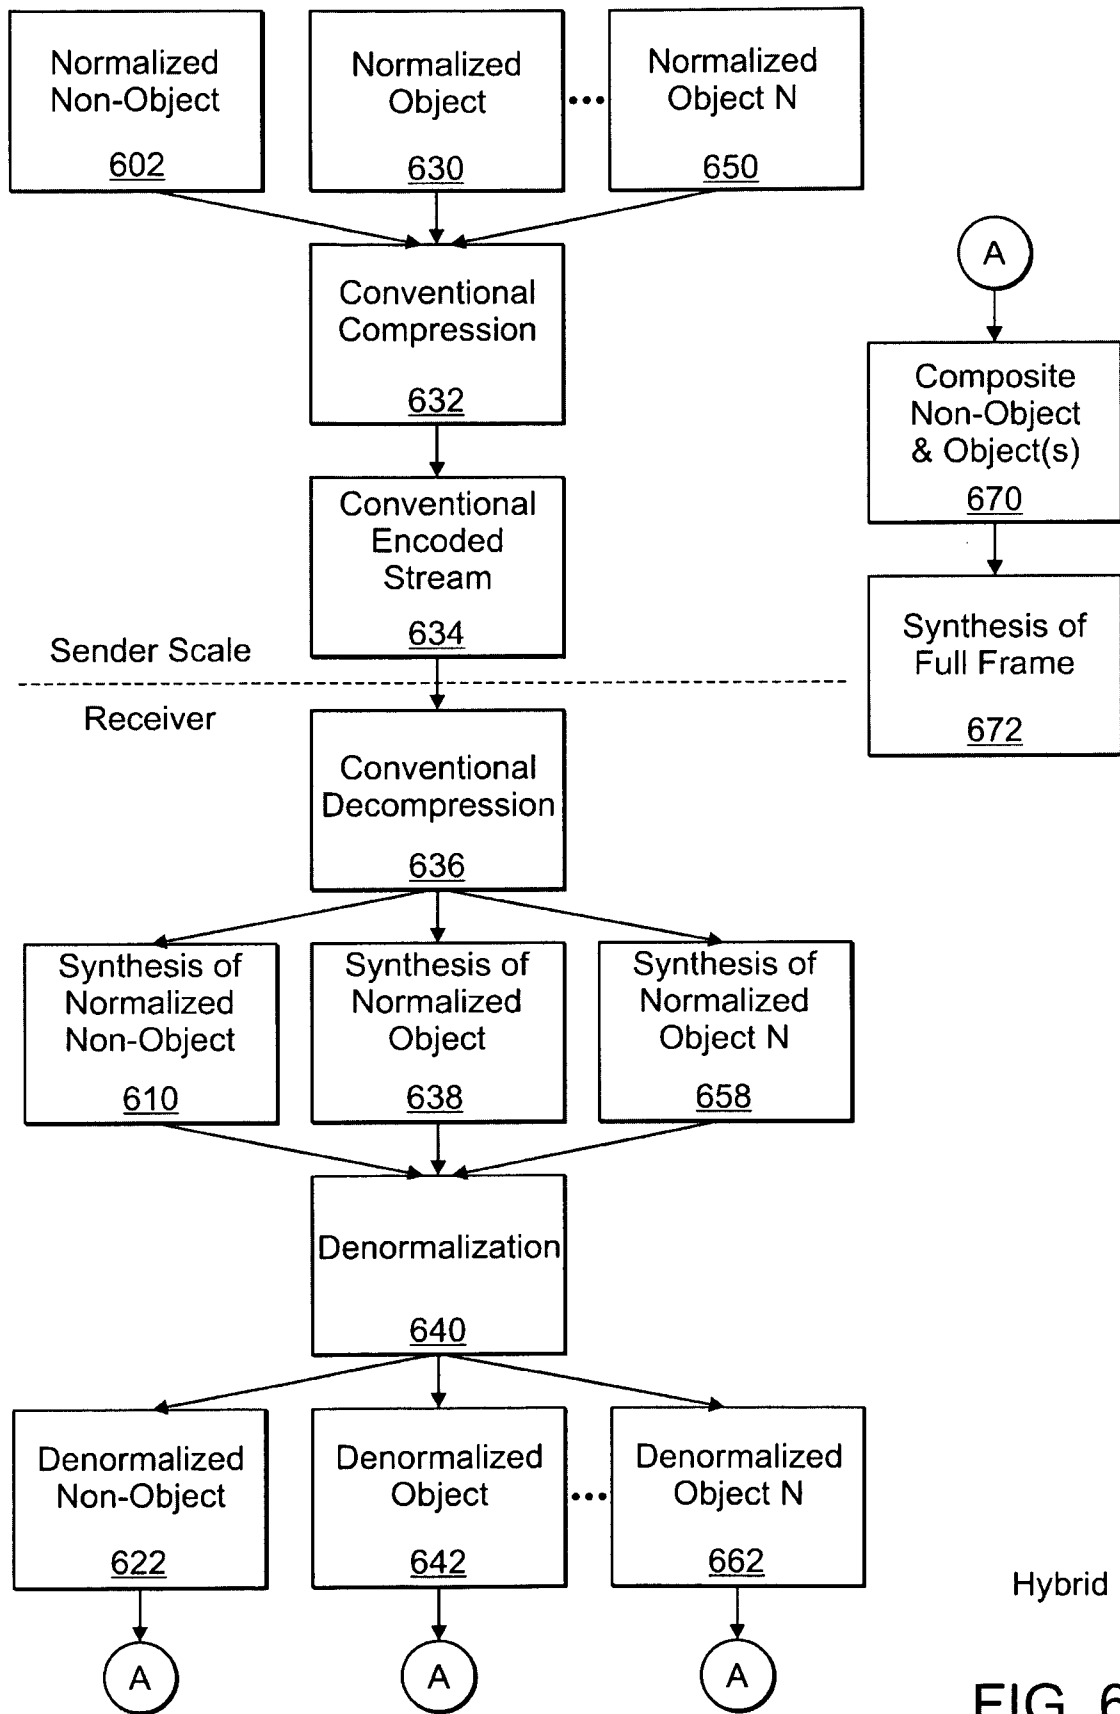 Normalized
Non-Object
602
Normalized
Object
630
...
Normalized
Object N
650
Conventional
Compression
632
Conventional
Encoded
Stream
634
Sender Scale
Receiver
Conventional
Decompression
636
Synthesis of
Normalized
Non-Object
610
Synthesis of
Normalized
Object
638
Synthesis of
Normalized
Object N
658
Denormalization
640
Denormalized
Non-Object
622
Denormalized
Object
642
...
Denormalized
Object N
662
A
A
A
A
Composite
Non-Object
& Object(s)
670
Synthesis of
Full Frame
672
Hybrid
FIG. 6